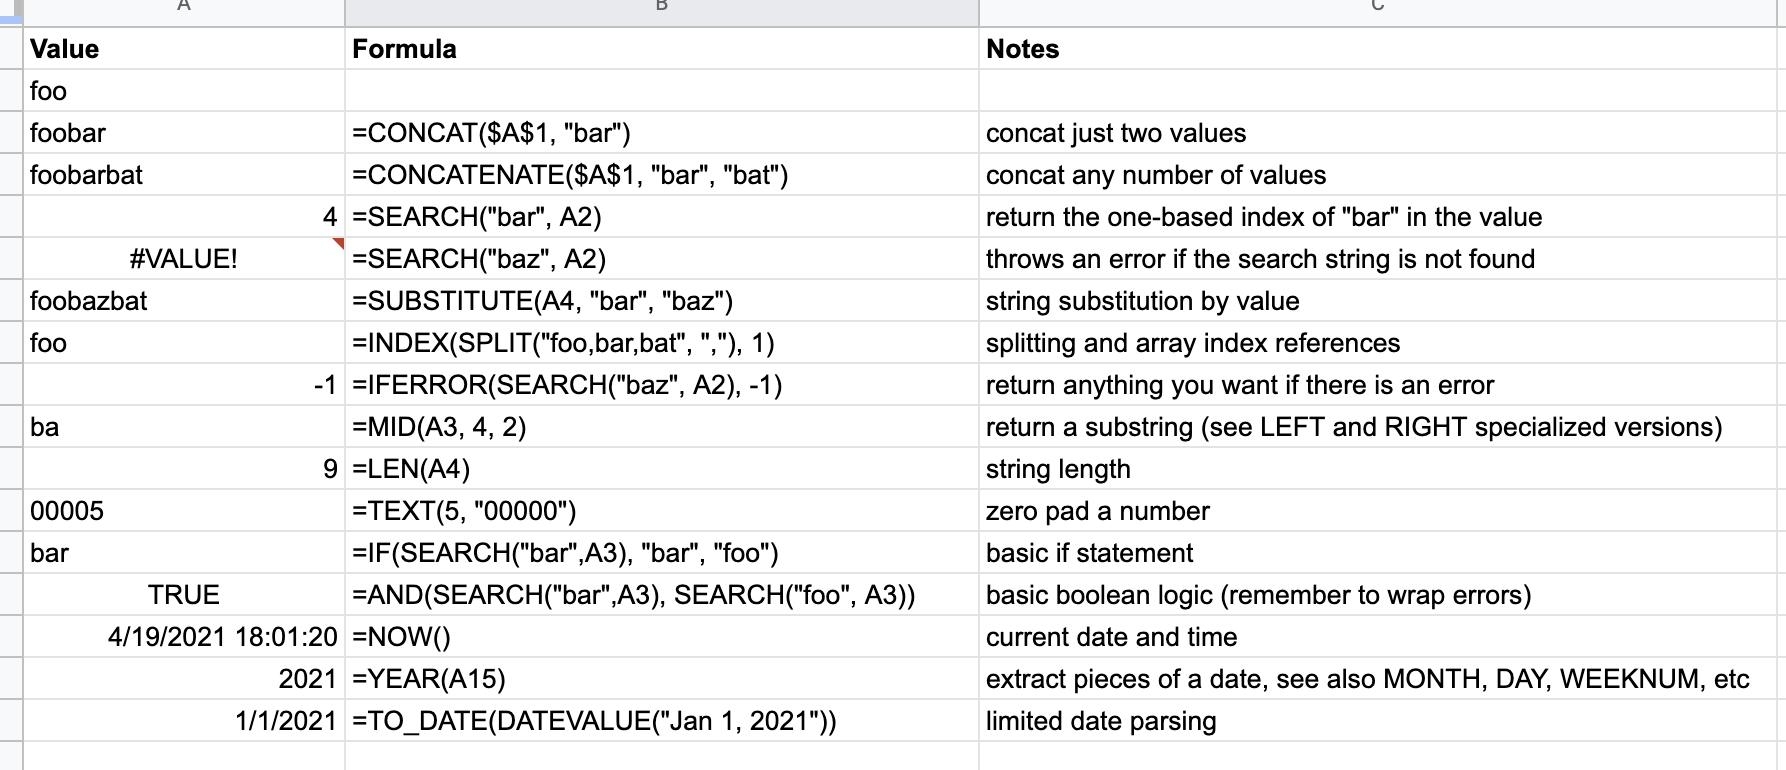 A B C
Value Formula Notes
foo
foobar =CONCAT($A$1, "bar") concat just two values
foobarbat =CONCATENATE($A$1, "bar", "bat") concat any number of values
4 =SEARCH("bar", A2) return the one-based index of "bar" in the value
#VALUE! =SEARCH("baz", A2) throws an error if the search string is not found
foobazbat =SUBSTITUTE(A4, "bar", "baz") string substitution by value
foo =INDEX(SPLIT("foo,bar,bat", ","), 1) splitting and array index references
-1 =IFERROR(SEARCH("baz", A2), -1) return anything you want if there is an error
ba =MID(A3, 4, 2) return a substring (see LEFT and RIGHT specialized versions)
9 =LEN(A4) string length
00005 =TEXT(5, "00000") zero pad a number
bar =IF(SEARCH("bar",A3), "bar", "foo") basic if statement
TRUE =AND(SEARCH("bar",A3), SEARCH("foo", A3)) basic boolean logic (remember to wrap errors)
4/19/2021 18:01:20 =NOW() current date and time
2021 =YEAR(A15) extract pieces of a date, see also MONTH, DAY, WEEKNUM, etc
1/1/2021 =TO_DATE(DATEVALUE("Jan 1, 2021")) limited date parsing